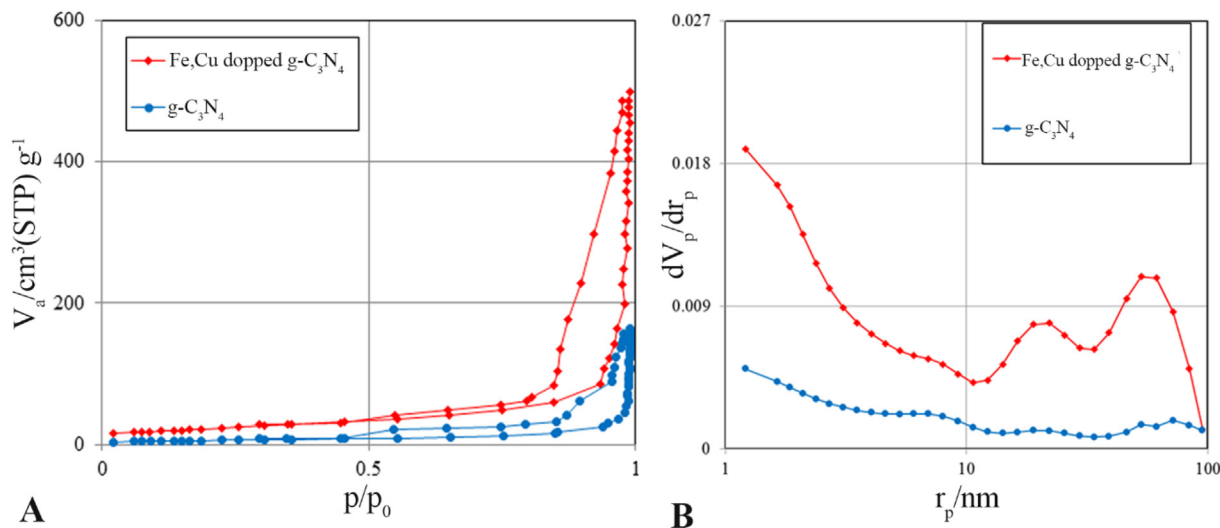 600
400
200
0
0
0.5
1
Vₐ/cm³(STP) g⁻¹
p/p₀
Fe,Cu dopped g-C₃N₄
g-C₃N₄
A
0.027
0.018
0.009
0
1
10
100
dVₚ/drₚ
rₚ/nm
Fe,Cu dopped g-C₃N₄
g-C₃N₄
B